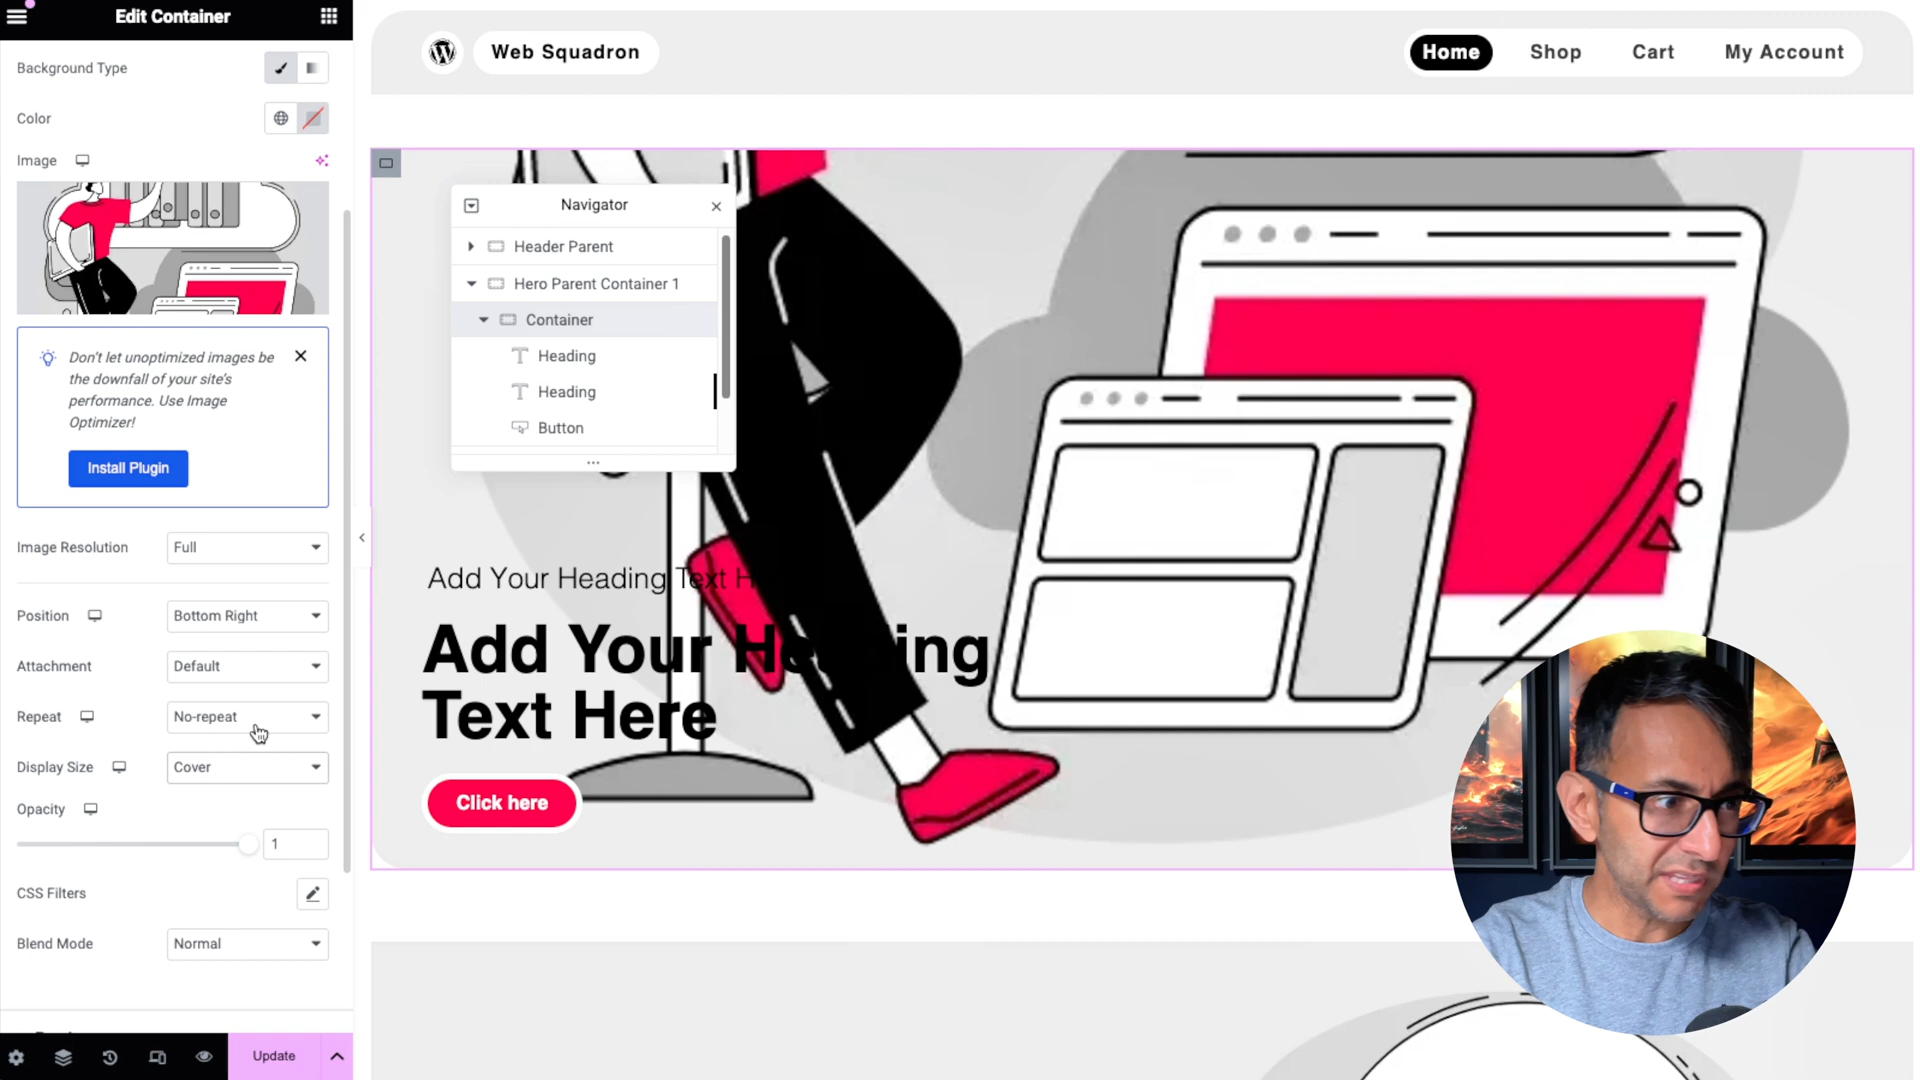 Edit Container
Background Type
Color
Image
Don't let unoptimized images be
the downfall of your site's
performance. Use Image
Optimizer!
Install Plugin
Image Resolution
Full
Position
Bottom Right
Attachment
Default
Repeat
No-repeat
Display Size
Cover
Opacity
1
CSS Filters
Blend Mode
Normal
Update
Web Squadron
Home
Shop
Cart
My Account
Navigator
Header Parent
Hero Parent Container 1
Container
Heading
Heading
Button
Add Your Heading Text H
Add Your Heading
Text Here
Click here